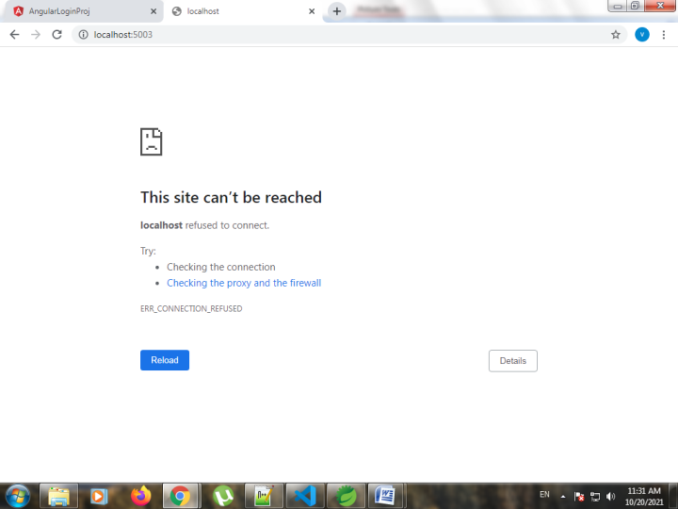 AngularLoginProj
localhost
localhost:5003
V
This site can't be reached
localhost refused to connect.
Try:
Checking the connection
Checking the proxy and the firewall
ERR_CONNECTION_REFUSED
Reload
Details
EN
11:31 AM
10/20/2021